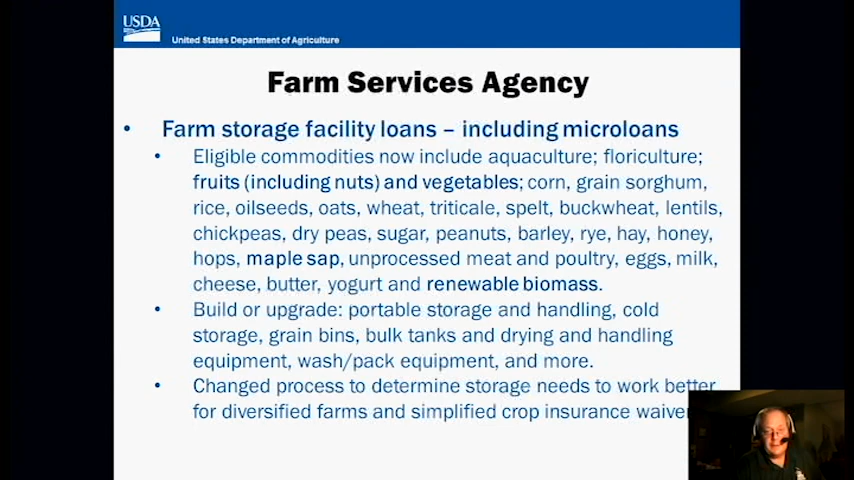 USDA
United States Department of Agriculture
Farm Services Agency
• Farm storage facility loans – including microloans
• Eligible commodities now include aquaculture; floriculture;
fruits (including nuts) and vegetables; corn, grain sorghum,
rice, oilseeds, oats, wheat, triticale, spelt, buckwheat, lentils,
chickpeas, dry peas, sugar, peanuts, barley, rye, hay, honey,
hops, maple sap, unprocessed meat and poultry, eggs, milk,
cheese, butter, yogurt and renewable biomass.
• Build or upgrade: portable storage and handling, cold
storage, grain bins, bulk tanks and drying and handling
equipment, wash/pack equipment, and more.
• Changed process to determine storage needs to work better
for diversified farms and simplified crop insurance